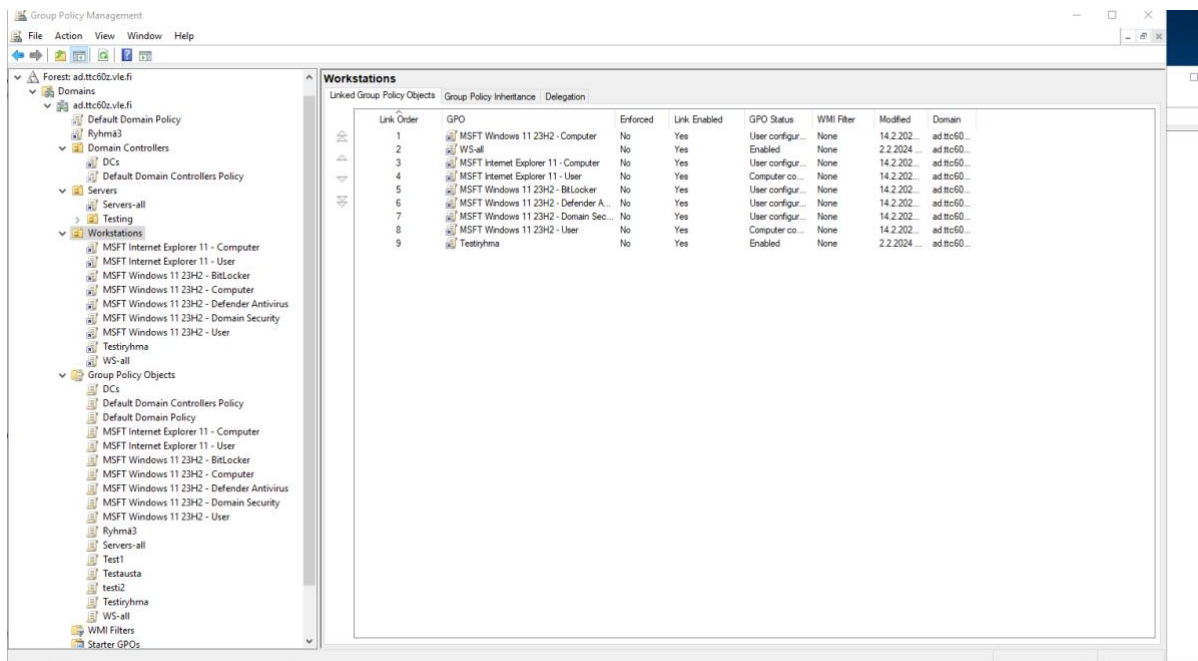 Group Policy Management
File Action View Window Help
Forest: ad.ttc60z.vle.fi
Domains
ad.ttc60z.vle.fi
Default Domain Policy
Ryhmä3
Domain Controllers
DCs
Default Domain Controllers Policy
Servers
Servers-all
Testing
Workstations
MSFT Internet Explorer 11 - Computer
MSFT Internet Explorer 11 - User
MSFT Windows 11 23H2 - BitLocker
MSFT Windows 11 23H2 - Computer
MSFT Windows 11 23H2 - Defender Antivirus
MSFT Windows 11 23H2 - Domain Security
MSFT Windows 11 23H2 - User
Testiryhma
WS-all
Group Policy Objects
DCs
Default Domain Controllers Policy
Default Domain Policy
MSFT Internet Explorer 11 - Computer
MSFT Internet Explorer 11 - User
MSFT Windows 11 23H2 - BitLocker
MSFT Windows 11 23H2 - Computer
MSFT Windows 11 23H2 - Defender Antivirus
MSFT Windows 11 23H2 - Domain Security
MSFT Windows 11 23H2 - User
Ryhmä3
Servers-all
Test1
Testausta
testi2
Testiryhma
WS-all
WMI Filters
Starter GPOs
Workstations
Linked Group Policy Objects Group Policy Inheritance Delegation
Link Order GPO Enforced Link Enabled GPO Status WMI Filter Modified Domain
1 MSFT Windows 11 23H2 - Computer No Yes User configur... None 14.2.202... ad.ttc60...
2 WS-all No Yes Enabled None 2.2.2024 ... ad.ttc60...
3 MSFT Internet Explorer 11 - Computer No Yes User configur... None 14.2.202... ad.ttc60...
4 MSFT Internet Explorer 11 - User No Yes Computer co... None 14.2.202... ad.ttc60...
5 MSFT Windows 11 23H2 - BitLocker No Yes User configur... None 14.2.202... ad.ttc60...
6 MSFT Windows 11 23H2 - Defender A... No Yes User configur... None 14.2.202... ad.ttc60...
7 MSFT Windows 11 23H2 - Domain Sec... No Yes User configur... None 14.2.202... ad.ttc60...
8 MSFT Windows 11 23H2 - User No Yes Computer co... None 14.2.202... ad.ttc60...
9 Testiryhma No Yes Enabled None 2.2.2024 ... ad.ttc60...